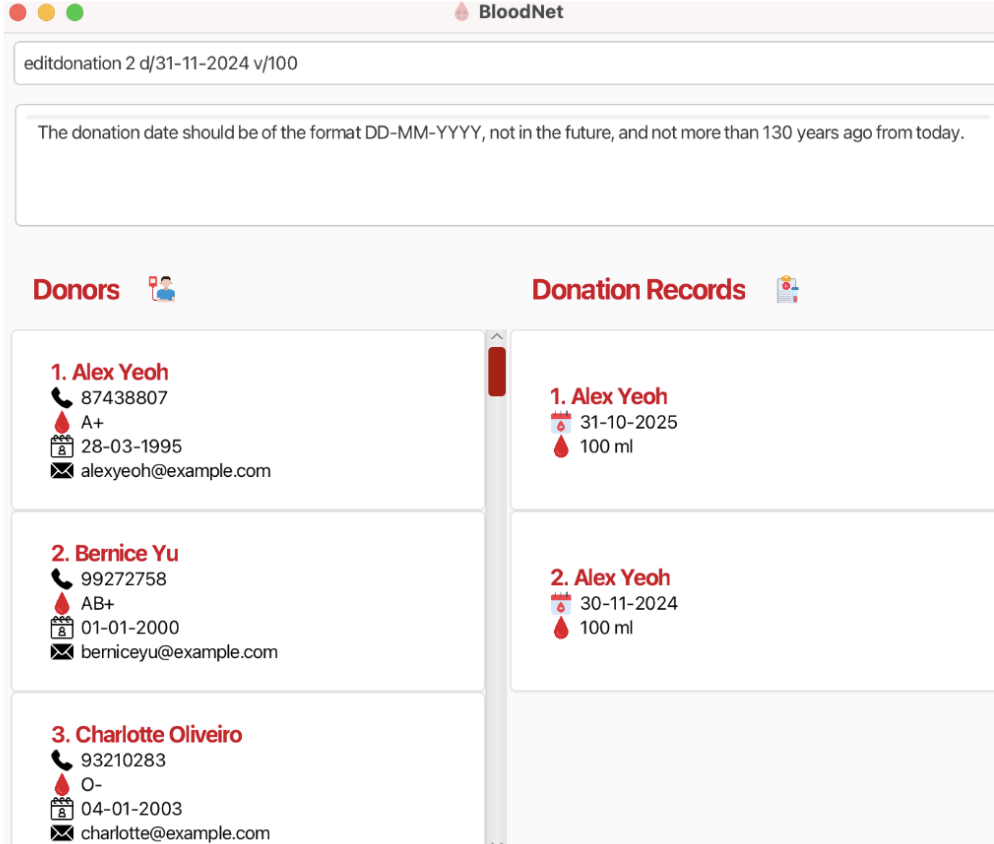 BloodNet
editdonation 2 d/31-11-2024 v/100
The donation date should be of the format DD-MM-YYYY, not in the future, and not more than 130 years ago from today.
Donors
1. Alex Yeoh
87438807
A+
28-03-1995
alexyeoh@example.com
2. Bernice Yu
99272758
AB+
01-01-2000
berniceyu@example.com
3. Charlotte Oliveiro
93210283
O-
04-01-2003
charlotte@example.com
Donation Records
1. Alex Yeoh
31-10-2025
100 ml
2. Alex Yeoh
30-11-2024
100 ml